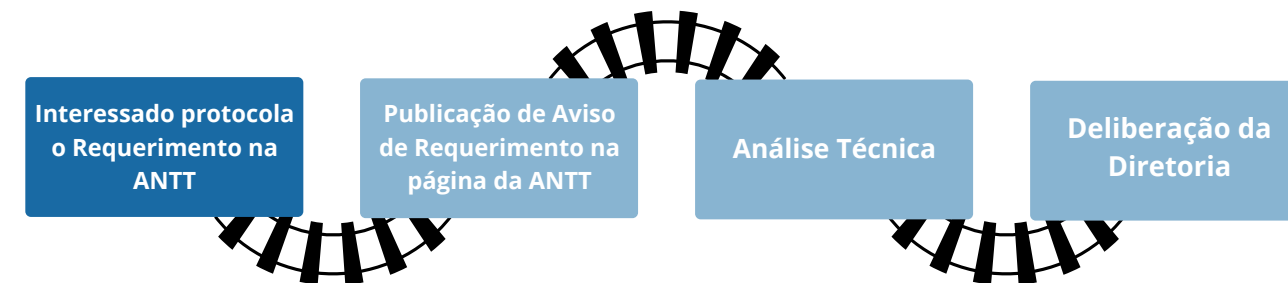 Interessado protocola
o Requerimento na
ANTT
Publicação de Aviso
de Requerimento na
página da ANTT
Análise Técnica
Deliberação da
Diretoria